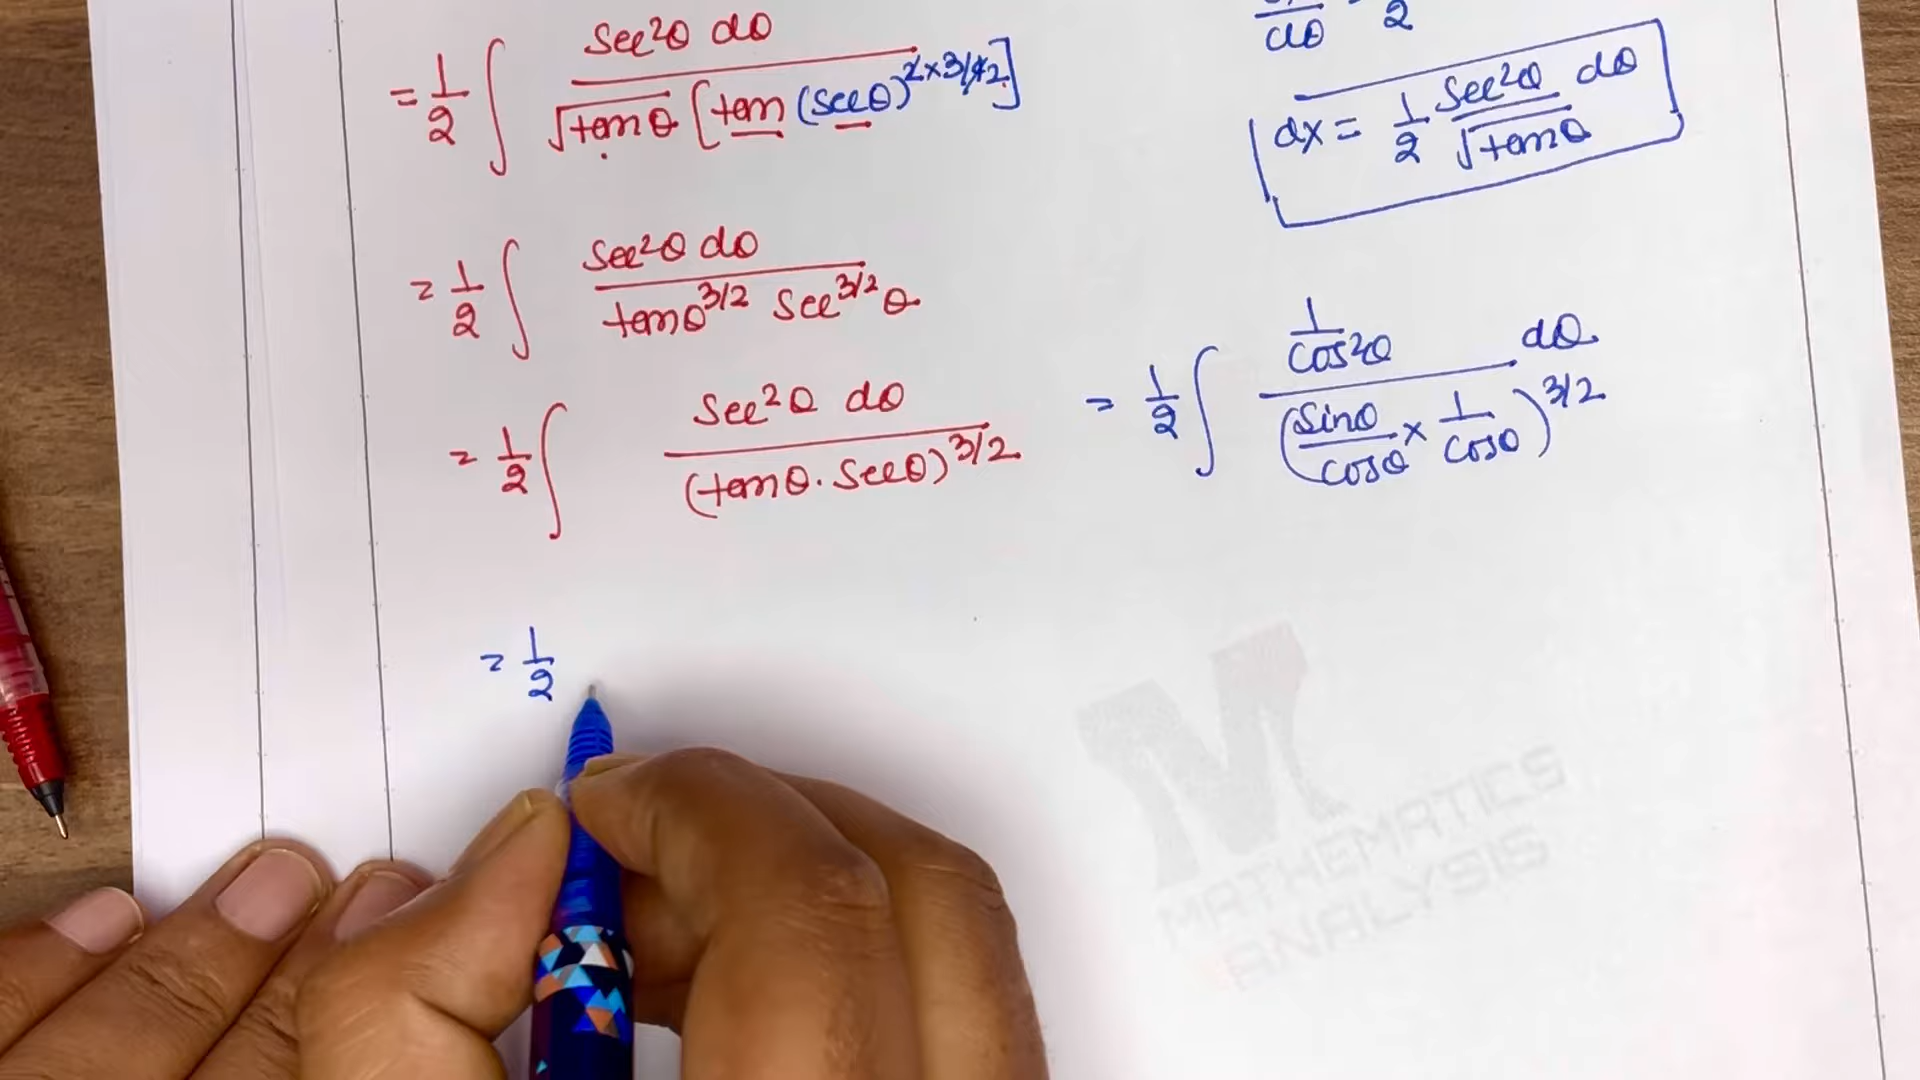 = 1/2 ∫ sec²θ dθ / √tanθ [tan (secθ)^2×3/42]
dθ 2
dx = 1/2 sec²θ/√tanθ dθ
= 1/2 ∫ sec²θ dθ / tanθ^3/2 sec^3/2 θ
= 1/2 ∫ sec²θ dθ / (tanθ · secθ)^3/2
= 1/2 ∫ 1/cos²θ dθ / (sinθ/cosθ × 1/cosθ)^3/2
= 1/2
M
MATHEMATICS
ANALYSIS